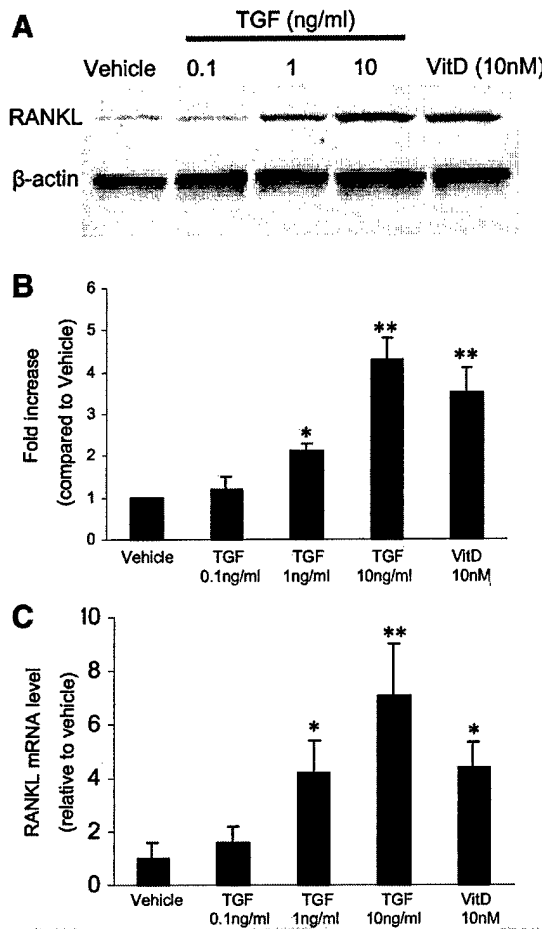 A
TGF (ng/ml)
Vehicle 0.1 1 10 VitD (10nM)
RANKL
β-actin
B
Fold increase
(compared to Vehicle)
6
5
4
3
2
1
0
*
**
**
Vehicle TGF TGF TGF VitD
0.1ng/ml 1ng/ml 10ng/ml 10nM
C
RANKL mRNA level
(relative to vehicle)
10
8
6
4
2
0
*
**
*
Vehicle TGF TGF TGF VitD
0.1ng/ml 1ng/ml 10ng/ml 10nM